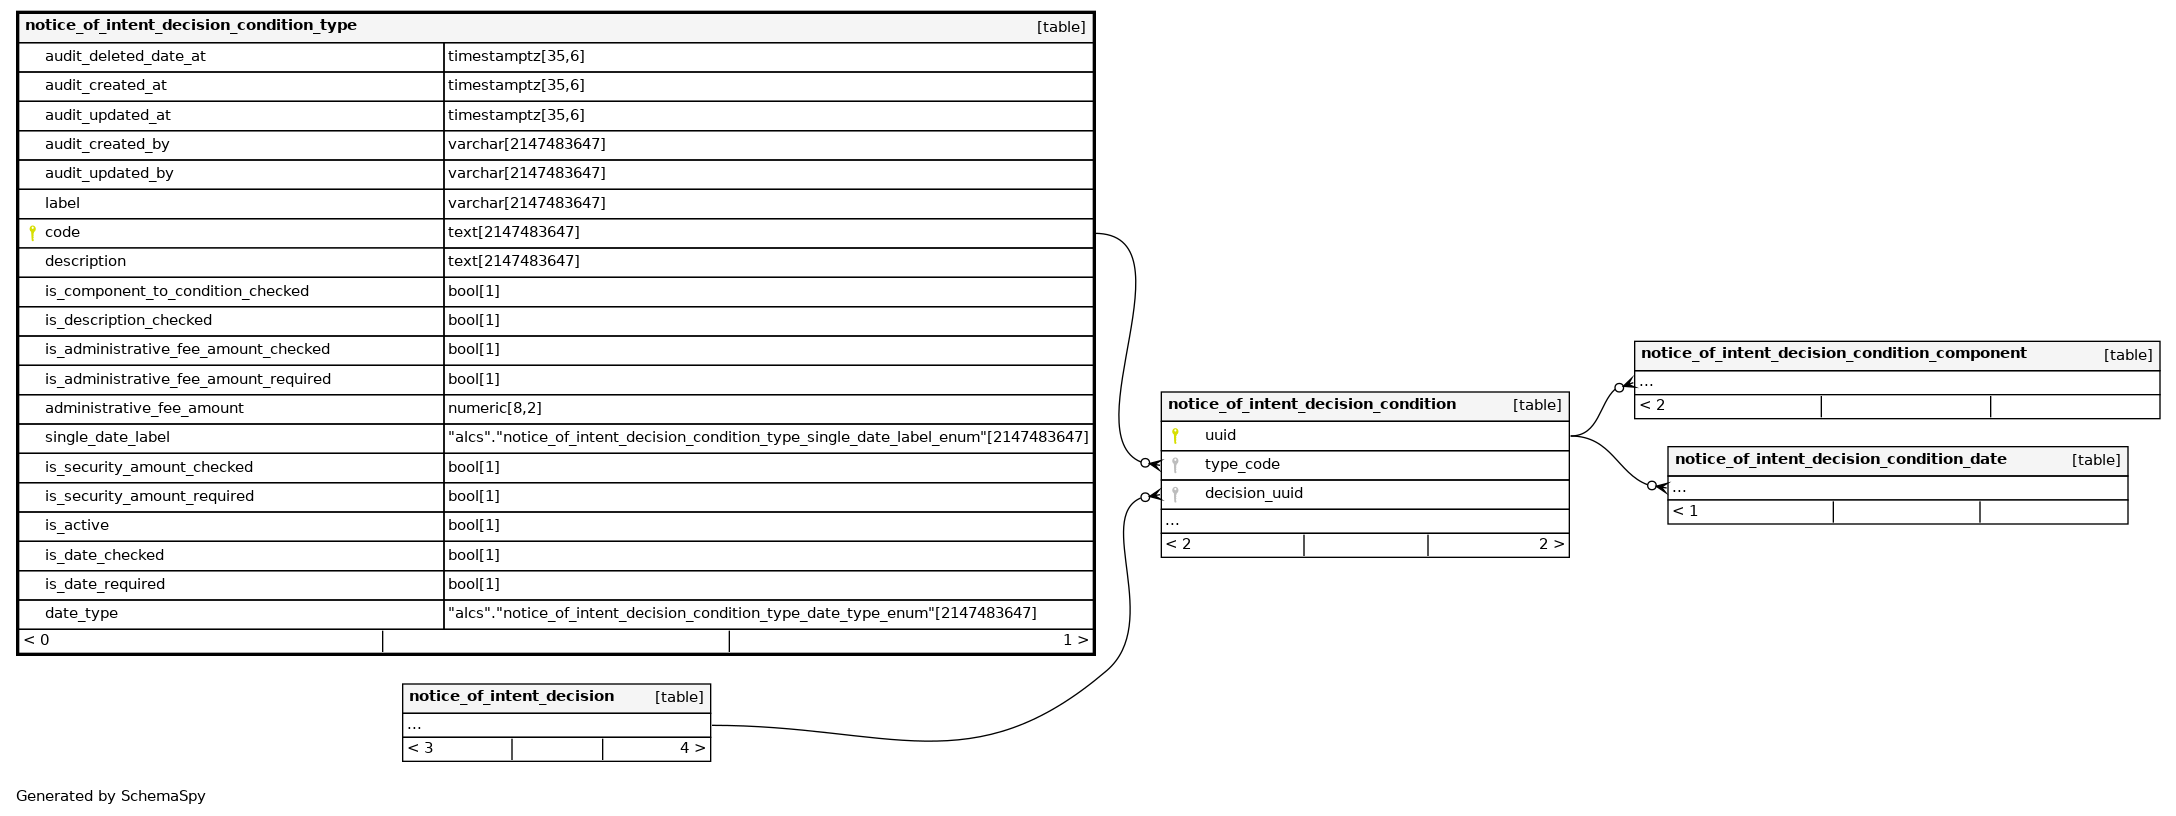 notice_of_intent_decision_condition_type [table]
audit_deleted_date_at timestamptz[35,6]
audit_created_at timestamptz[35,6]
audit_updated_at timestamptz[35,6]
audit_created_by varchar[2147483647]
audit_updated_by varchar[2147483647]
label varchar[2147483647]
code text[2147483647]
description text[2147483647]
is_component_to_condition_checked bool[1]
is_description_checked bool[1]
is_administrative_fee_amount_checked bool[1]
is_administrative_fee_amount_required bool[1]
administrative_fee_amount numeric[8,2]
single_date_label "alcs"."notice_of_intent_decision_condition_type_single_date_label_enum"[2147483647]
is_security_amount_checked bool[1]
is_security_amount_required bool[1]
is_active bool[1]
is_date_checked bool[1]
is_date_required bool[1]
date_type "alcs"."notice_of_intent_decision_condition_type_date_type_enum"[2147483647]
< 0 1 >
notice_of_intent_decision [table]
...
< 3 4 >
notice_of_intent_decision_condition [table]
uuid
type_code
decision_uuid
...
< 2 2 >
notice_of_intent_decision_condition_component [table]
...
< 2
notice_of_intent_decision_condition_date [table]
...
< 1
Generated by SchemaSpy